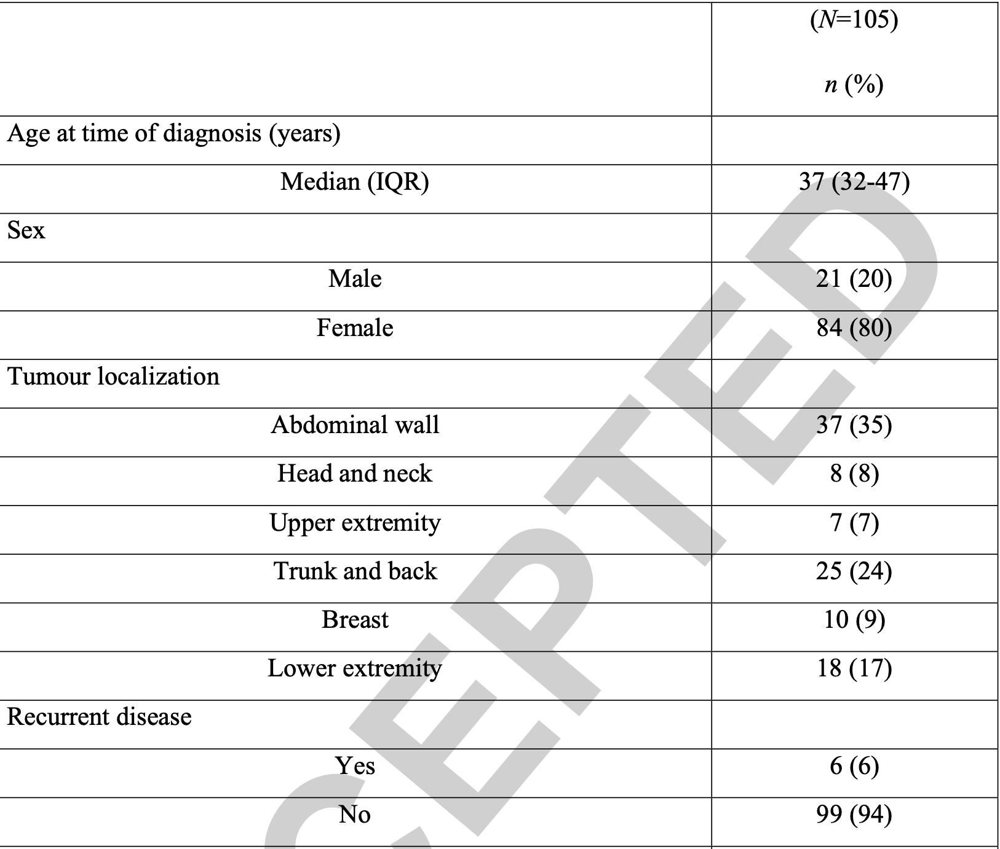 (N=105)
n (%)
Age at time of diagnosis (years)
Median (IQR) 37 (32-47)
Sex
Male 21 (20)
Female 84 (80)
Tumour localization
Abdominal wall 37 (35)
Head and neck 8 (8)
Upper extremity 7 (7)
Trunk and back 25 (24)
Breast 10 (9)
Lower extremity 18 (17)
Recurrent disease
Yes 6 (6)
No 99 (94)
CEPTED